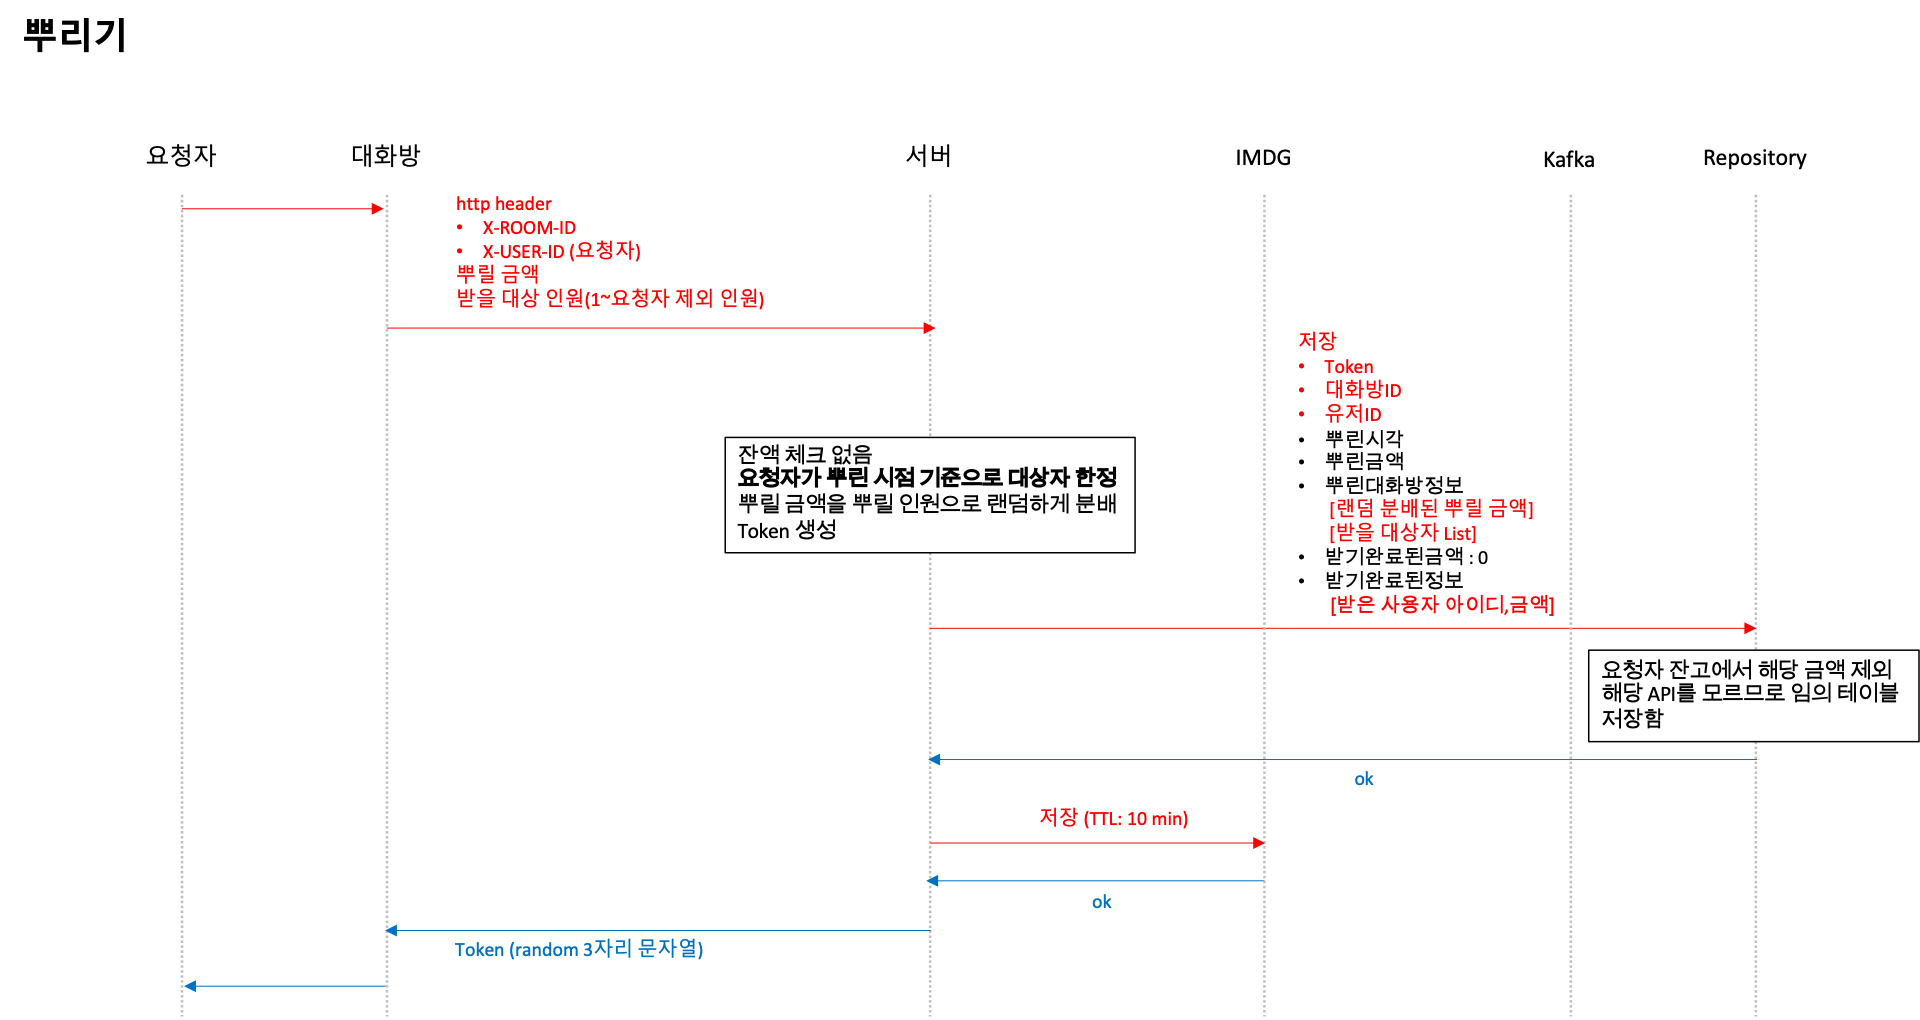 뿌리기
요청자
대화방
서버
IMDG
Kafka
Repository
http header
• X-ROOM-ID
• X-USER-ID (요청자)
뿌릴 금액
받을 대상 인원(1~요청자 제외 인원)
저장
• Token
• 대화방ID
• 유저ID
• 뿌린시각
• 뿌린금액
• 뿌린대화방정보
[랜덤 분배된 뿌릴 금액]
[받을 대상자 List]
• 받기완료된금액 : 0
• 받기완료된정보
[받은 사용자 아이디,금액]
잔액 체크 없음
요청자가 뿌린 시점 기준으로 대상자 한정
뿌릴 금액을 뿌릴 인원으로 랜덤하게 분배
Token 생성
요청자 잔고에서 해당 금액 제외
해당 API를 모르므로 임의 테이블
저장함
ok
저장 (TTL: 10 min)
ok
Token (random 3자리 문자열)